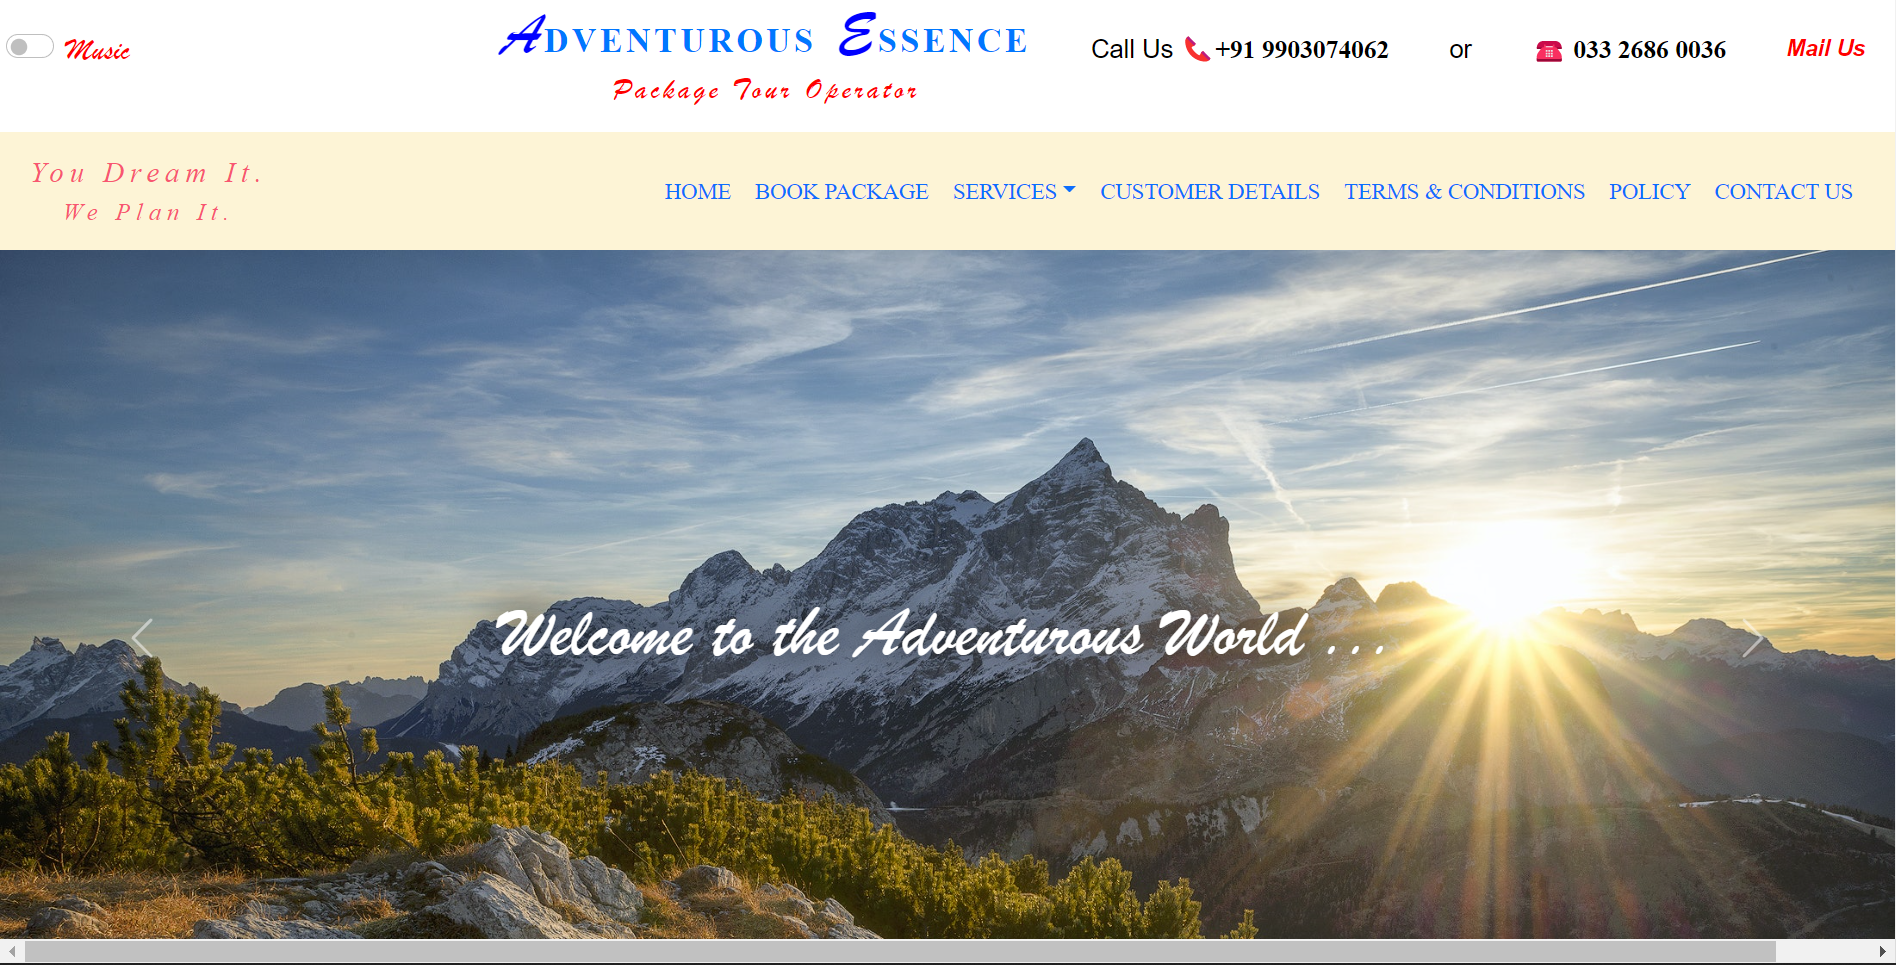 Music
Adventurous Essence
Package Tour Operator
Call Us +91 9903074062 or 033 2686 0036 Mail Us
You Dream It.
We Plan It.
HOME BOOK PACKAGE SERVICES CUSTOMER DETAILS TERMS & CONDITIONS POLICY CONTACT US
Welcome to the Adventurous World ...